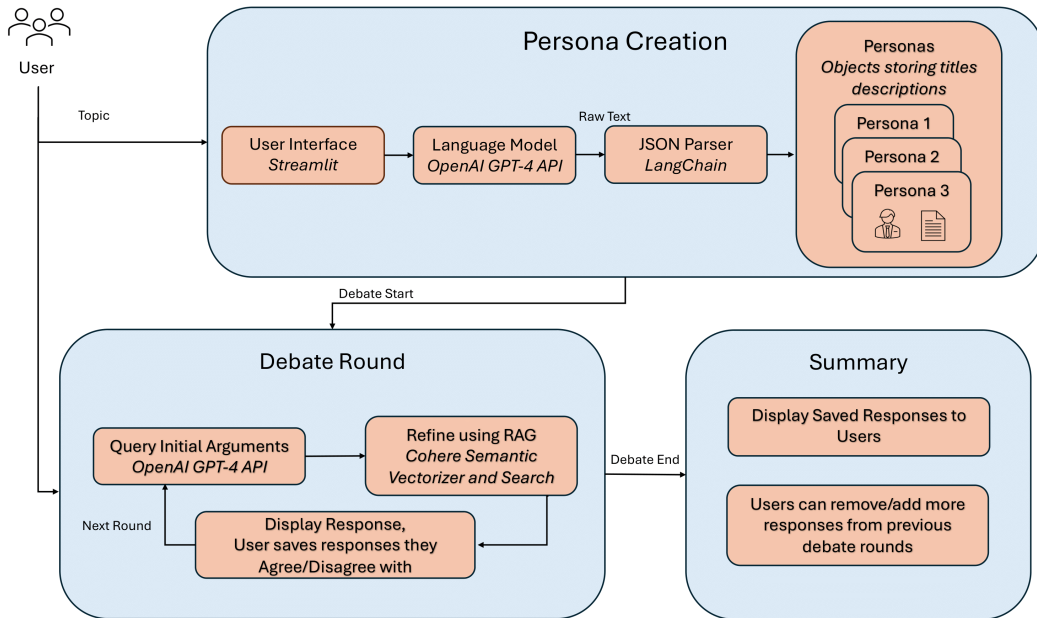 User
Topic
Persona Creation
User Interface
Streamlit
Language Model
OpenAI GPT-4 API
Raw Text
JSON Parser
LangChain
Personas
Objects storing titles
descriptions
Persona 1
Persona 2
Persona 3
Debate Start
Debate Round
Query Initial Arguments
OpenAI GPT-4 API
Refine using RAG
Cohere Semantic
Vectorizer and Search
Next Round
Display Response,
User saves responses they
Agree/Disagree with
Debate End
Summary
Display Saved Responses to
Users
Users can remove/add more
responses from previous
debate rounds